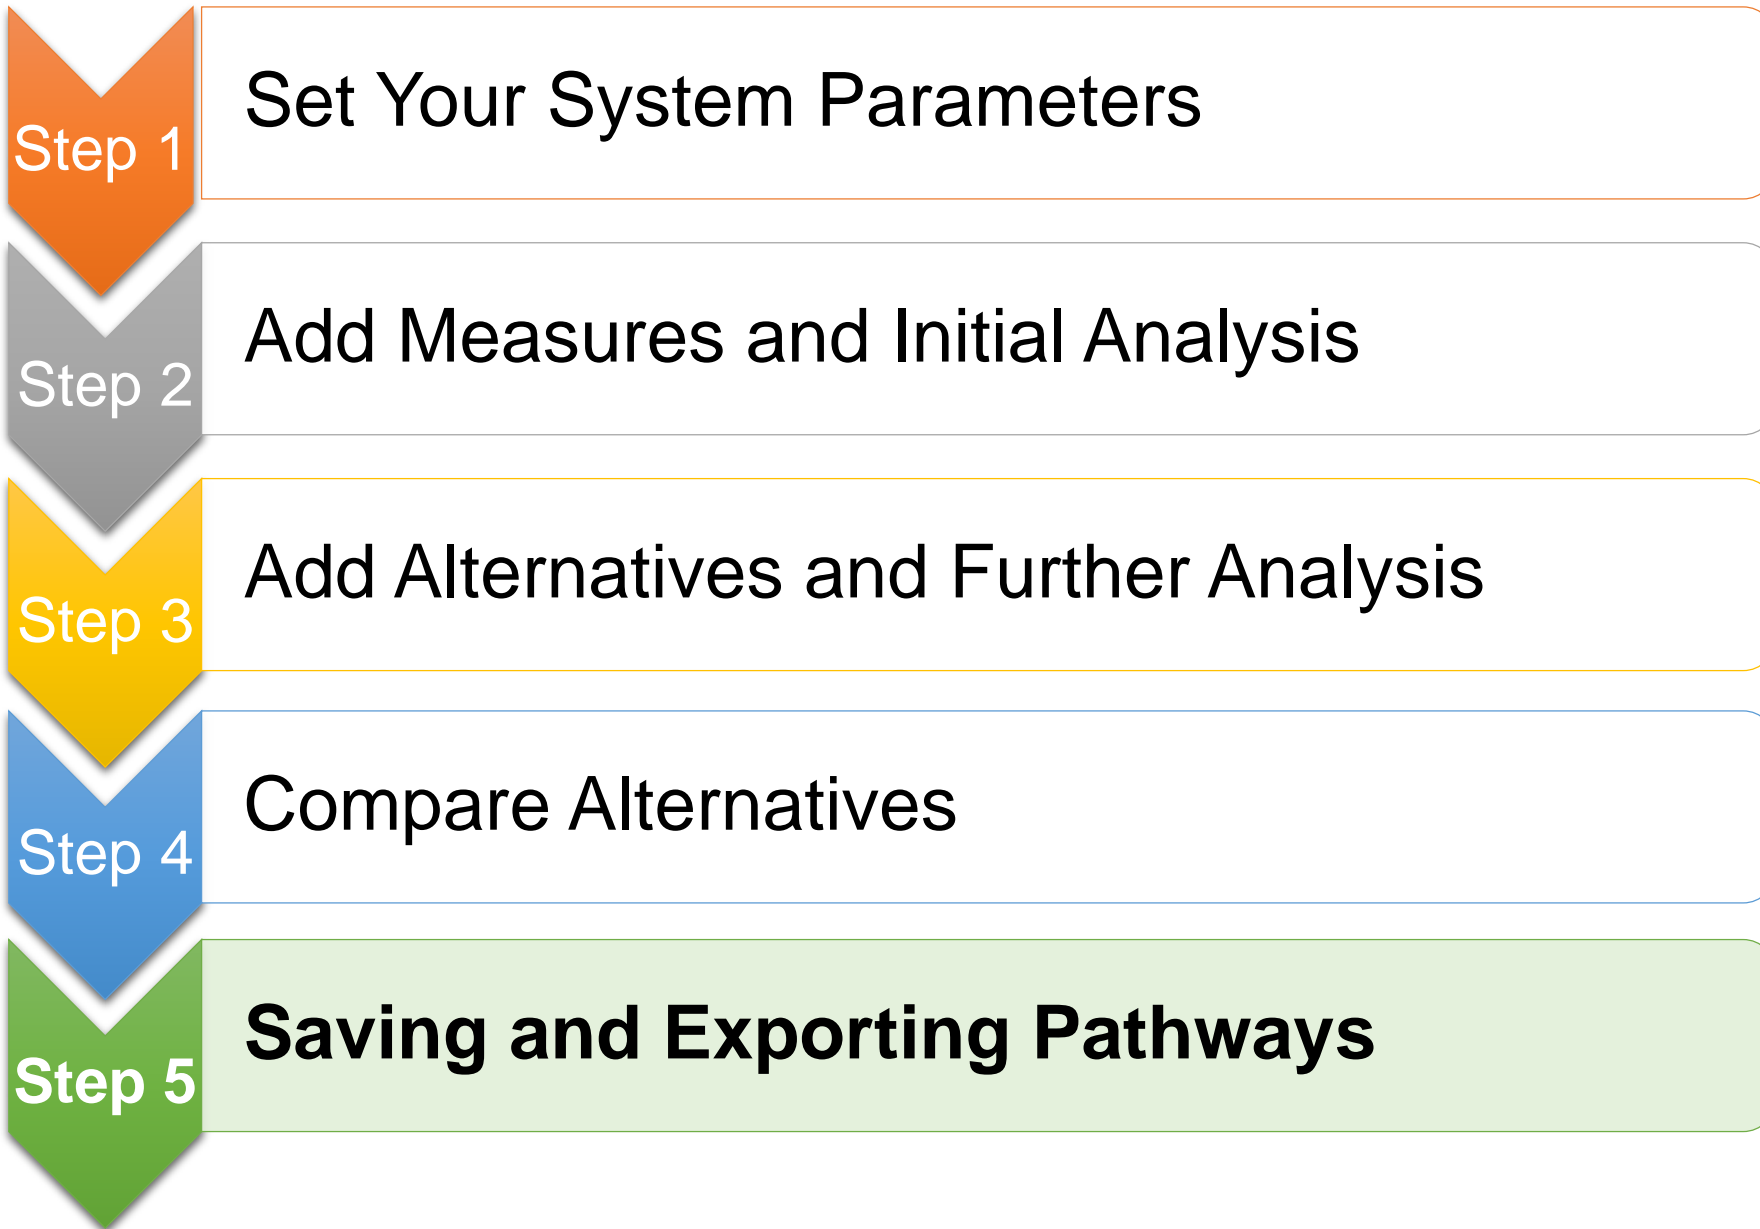 Step 1
Set Your System Parameters
Step 2
Add Measures and Initial Analysis
Step 3
Add Alternatives and Further Analysis
Step 4
Compare Alternatives
Step 5
Saving and Exporting Pathways